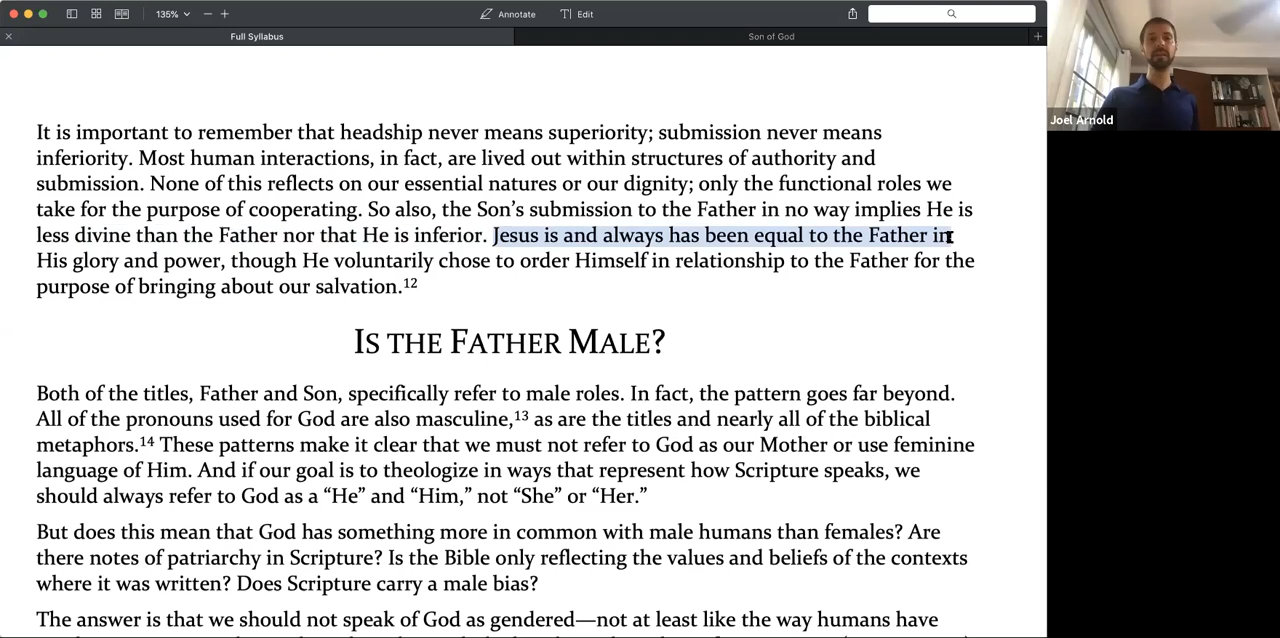 135%
Annotate
Edit
Full Syllabus
Son of God
Joel Arnold
It is important to remember that headship never means superiority; submission never means
inferiority. Most human interactions, in fact, are lived out within structures of authority and
submission. None of this reflects on our essential natures or our dignity; only the functional roles we
take for the purpose of cooperating. So also, the Son’s submission to the Father in no way implies He is
less divine than the Father nor that He is inferior. Jesus is and always has been equal to the Father in
His glory and power, though He voluntarily chose to order Himself in relationship to the Father for the
purpose of bringing about our salvation.12
IS THE FATHER MALE?
Both of the titles, Father and Son, specifically refer to male roles. In fact, the pattern goes far beyond.
All of the pronouns used for God are also masculine,13 as are the titles and nearly all of the biblical
metaphors.14 These patterns make it clear that we must not refer to God as our Mother or use feminine
language of Him. And if our goal is to theologize in ways that represent how Scripture speaks, we
should always refer to God as a “He” and “Him,” not “She” or “Her.”
But does this mean that God has something more in common with male humans than females? Are
there notes of patriarchy in Scripture? Is the Bible only reflecting the values and beliefs of the contexts
where it was written? Does Scripture carry a male bias?
The answer is that we should not speak of God as gendered—not at least like the way humans have